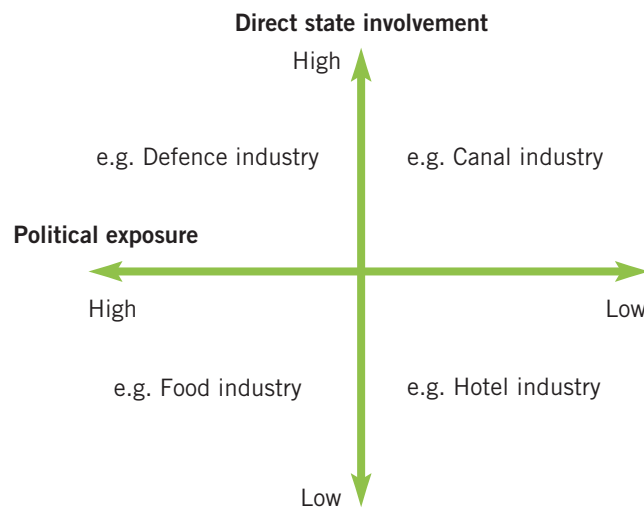 Direct state involvement
High
e.g. Defence industry
e.g. Canal industry
Political exposure
High
Low
e.g. Food industry
e.g. Hotel industry
Low